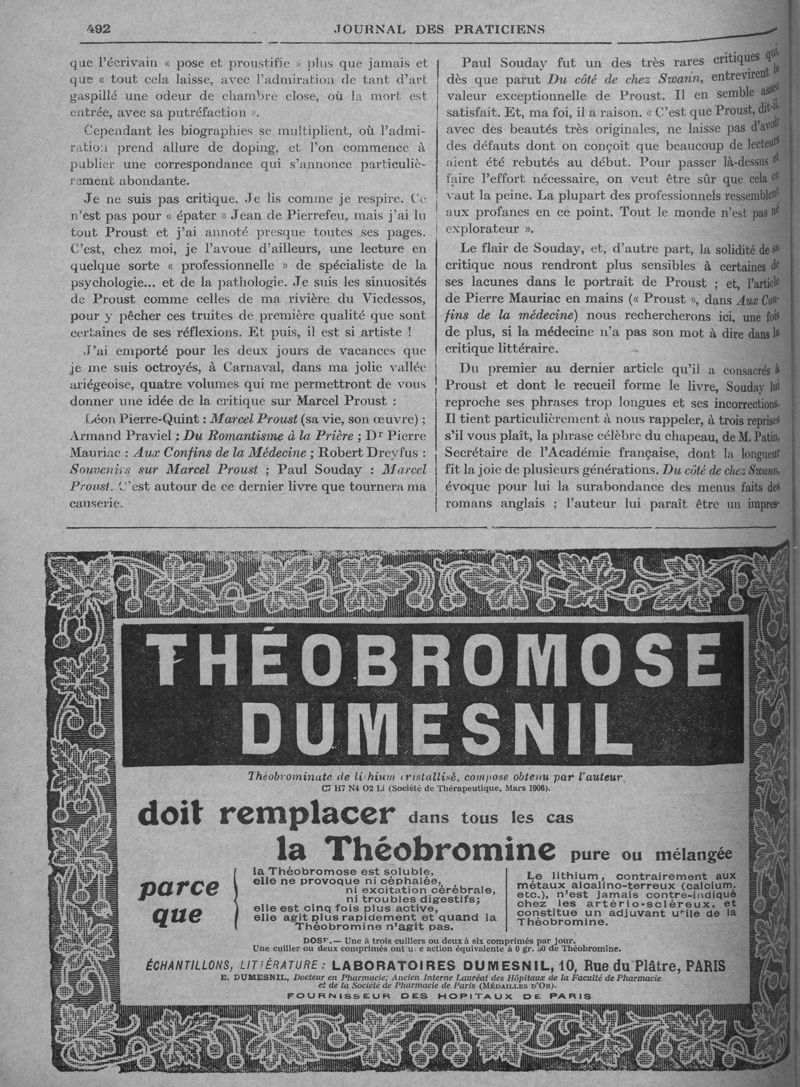 492
JOURNAL DES PRATICIENS
que l'écrivain « pose et proustifie » plus que jamais et
que « tout cela laisse, avec l'admiration de tant d'art
gaspillé une odeur de chambre close, où la mort est
entrée, avec sa putréfaction ».
Cependant les biographies se multiplient, où l'admi-
ration prend allure de doping, et l'on commence à
publier une correspondance qui s'annonce particuliè-
rement abondante.
Je ne suis pas critique. Je lis comme je respire. Ce
n'est pas pour « épater » Jean de Pierrefeu, mais j'ai lu
tout Proust et j'ai annoté presque toutes ses pages.
C'est, chez moi, je l'avoue d'ailleurs, une lecture en
quelque sorte « professionnelle » de spécialiste de la
psychologie... et de la pathologie. Je suis les sinuosités
de Proust comme celles de ma rivière du Vicdessos,
pour y pêcher ces truites de première qualité que sont
certaines de ses réflexions. Et puis, il est si artiste !
J'ai emporté pour les deux jours de vacances que
je me suis octroyés, à Carnaval, dans ma jolie vallée
ariégeoise, quatre volumes qui me permettront de vous
donner une idée de la critique sur Marcel Proust :
Léon Pierre-Quint : Marcel Proust (sa vie, son œuvre) ;
Armand Praviel : Du Romantisme à la Prière ; Dr Pierre
Mauriac : Aux Confins de la Médecine ; Robert Dreyfus :
Souvenirs sur Marcel Proust ; Paul Souday : Marcel
Proust. C'est autour de ce dernier livre que tournera ma
causerie.
Paul Souday fut un des très rares critiques qui,
dès que parut Du côté de chez Swann, entrevirent la
valeur exceptionnelle de Proust. Il en semble assez
satisfait. Et, ma foi, il a raison. « C'est que Proust, dit-il,
avec des beautés très originales, ne laisse pas d'avoir
des défauts dont on conçoit que beaucoup de lecteurs
aient été rebutés au début. Pour passer là-dessus et
faire l'effort nécessaire, on veut être sûr que cela en
vaut la peine. La plupart des professionnels ressemblent
aux profanes en ce point. Tout le monde n'est pas né
explorateur ».
Le flair de Souday, et, d'autre part, la solidité de sa
critique nous rendront plus sensibles à certaines de
ses lacunes dans le portrait de Proust ; et, l'article
de Pierre Mauriac en mains (« Proust », dans Aux Con-
fins de la médecine) nous rechercherons ici, une fois
de plus, si la médecine n'a pas son mot à dire dans la
critique littéraire.
Du premier au dernier article qu'il a consacrés à
Proust et dont le recueil forme le livre, Souday lui
reproche ses phrases trop longues et ses incorrections.
Il tient particulièrement à nous rappeler, à trois reprises
s'il vous plaît, la phrase célèbre du chapeau, de M. Patin,
Secrétaire de l'Académie française, dont la longueur
fit la joie de plusieurs générations. Du côté de chez Swann,
évoque pour lui la surabondance des menus faits des
romans anglais ; l'auteur lui paraît être un impres-
THÉOBROMOSE
DUMESNIL
Théobrominate de lithium cristallisé, composé obtenu par l'auteur.
C7 H7 N4 O2 Li (Société de Thérapeutique, Mars 1906).
doit remplacer dans tous les cas
la Théobromine pure ou mélangée
parce
que
la Théobromose est soluble,
elle ne provoque ni céphalée,
ni excitation cérébrale,
ni troubles digestifs;
elle est cinq fois plus active,
elle agit plus rapidement et quand la
Théobromine n'agit pas.
Le lithium, contrairement aux
métaux alcalino-terreux (calcium,
etc.), n'est jamais contre-indiqué
chez les artério-scléreux, et
constitue un adjuvant utile de la
Théobromine.
DOSE.— Une à trois cuillers ou deux à six comprimés par jour.
Une cuiller ou deux comprimés ont une action équivalente à 0 gr. 50 de Théobromine.
ÉCHANTILLONS, LITTÉRATURE : LABORATOIRES DUMESNIL, 10, Rue du Plâtre, PARIS
E. DUMESNIL, Docteur en Pharmacie; Ancien Interne Lauréat des Hôpitaux de la Faculté de Pharmacie
et de la Société de Pharmacie de Paris (MÉDAILLES D'OR).
FOURNISSEUR DES HOPITAUX DE PARIS